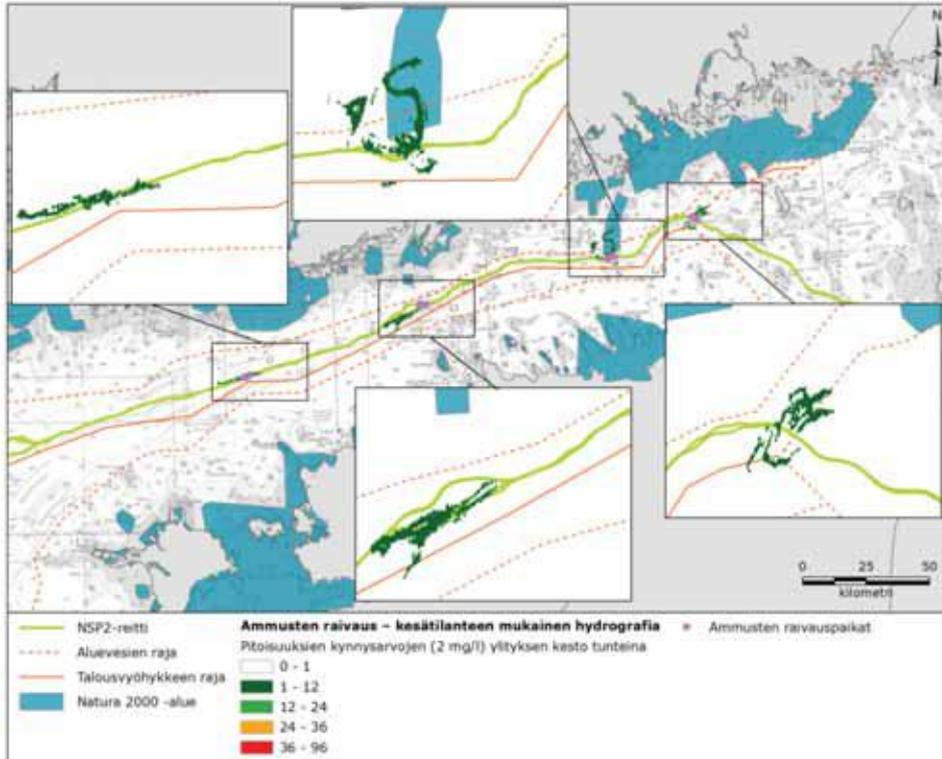 N
0 25 50
kilometri
NSP2-reitti
Aluevesien raja
Talousvyöhykkeen raja
Natura 2000 -alue
Ammusten raivaus – kesätilanteen mukainen hydrografia
Pitoisuuksien kynnysarvojen (2 mg/l) ylityksen kesto tunteina
0 - 1
1 - 12
12 - 24
24 - 36
36 - 96
Ammusten raivauspaikat